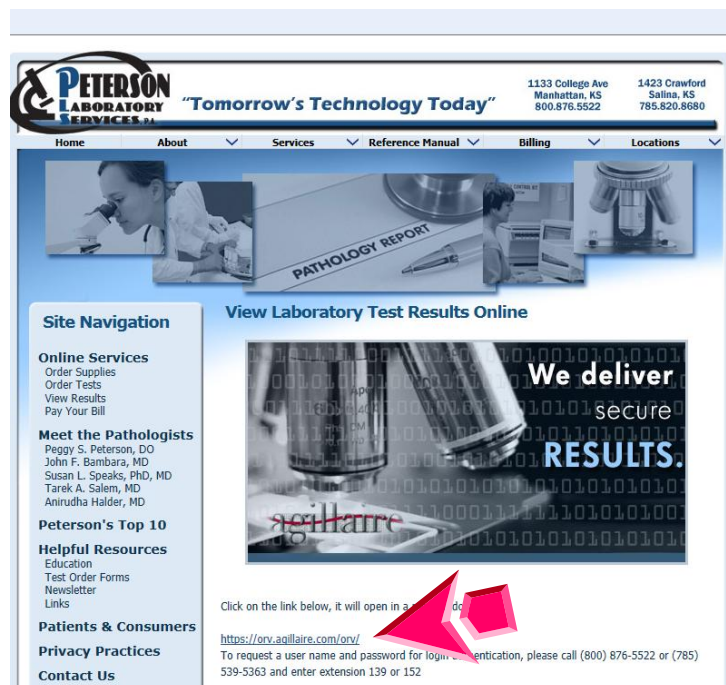 PETERSON
LABORATORY
SERVICES, P.A.
"Tomorrow's Technology Today"
1133 College Ave
Manhattan, KS
800.876.5522
1423 Crawford
Salina, KS
785.820.8680
Home About Services Reference Manual Billing Locations
PATHOLOGY REPORT
Site Navigation
Online Services
Order Supplies
Order Tests
View Results
Pay Your Bill
Meet the Pathologists
Peggy S. Peterson, DO
John F. Bambara, MD
Susan L. Speaks, PhD, MD
Tarek A. Salem, MD
Anirudha Halder, MD
Peterson's Top 10
Helpful Resources
Education
Test Order Forms
Newsletter
Links
Patients & Consumers
Privacy Practices
Contact Us
View Laboratory Test Results Online
We deliver
secure
RESULTS.
agillaire
Click on the link below, it will open in a
https://orv.agillaire.com/orv/
To request a user name and password for login authentication, please call (800) 876-5522 or (785)
539-5363 and enter extension 139 or 152